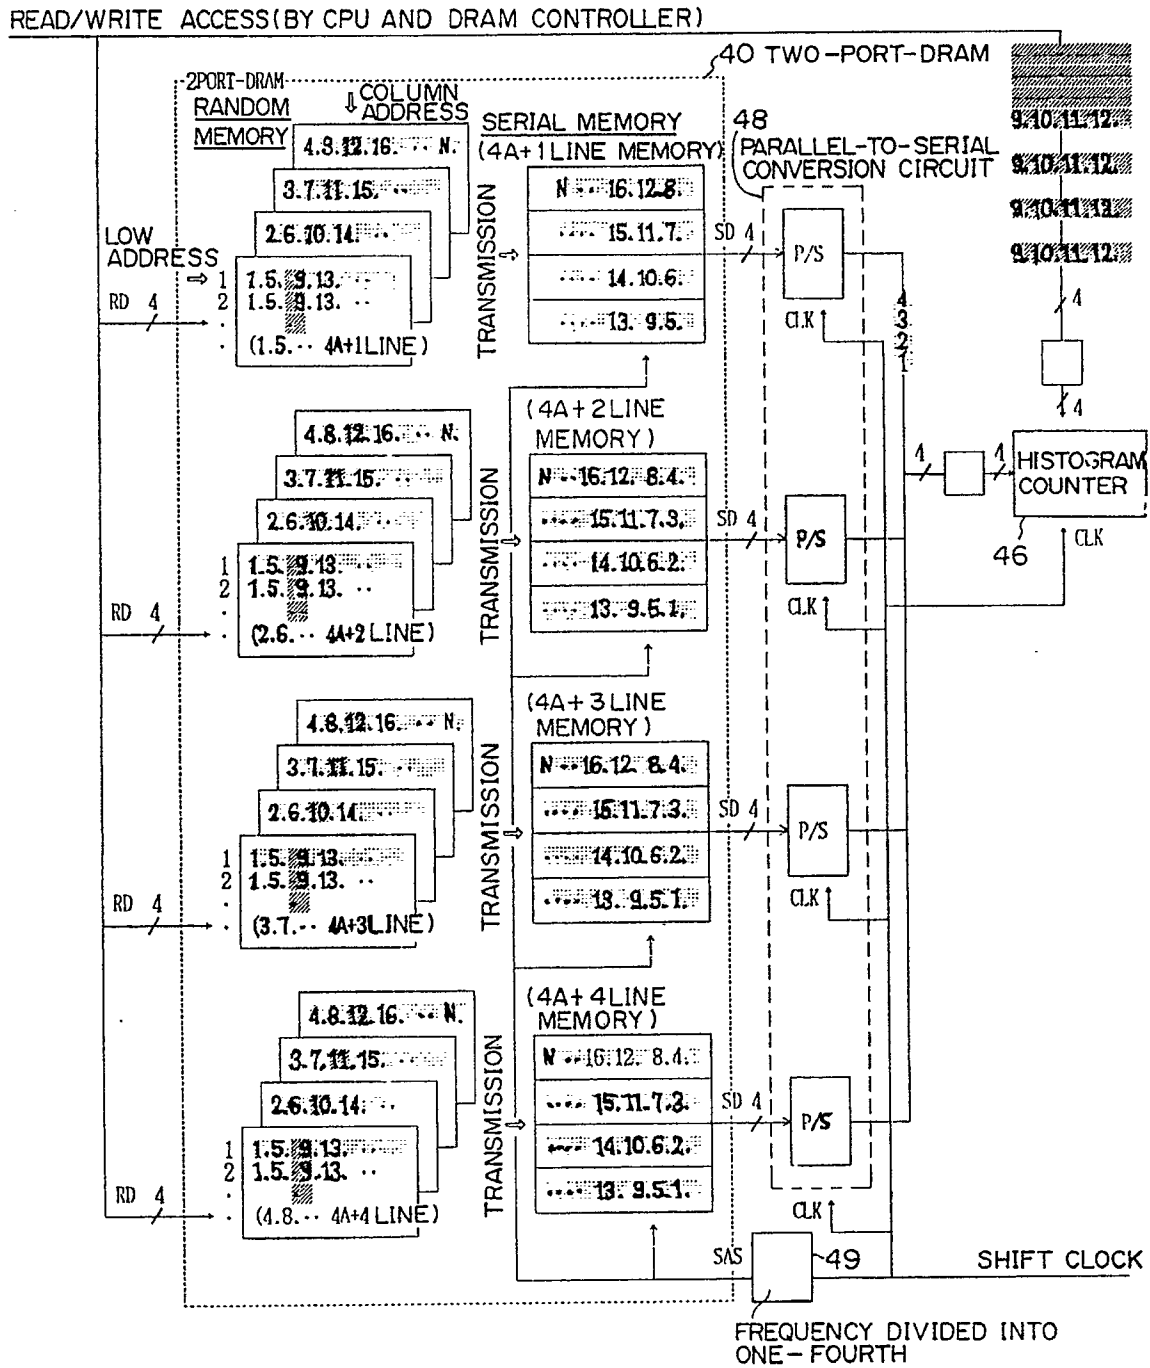 READ/WRITE ACCESS(BY CPU AND DRAM CONTROLLER)
40 TWO-PORT-DRAM
2PORT-DRAM
RANDOM
MEMORY
COLUMN
ADDRESS
SERIAL MEMORY
(4A+1LINE MEMORY)
48
PARALLEL-TO-SERIAL
CONVERSION CIRCUIT
9.10.11.12.
9.10.11.12.
9.10.11.12.
9.10.11.12.
4.8.12.16. ·· N.
3.7.11.15. ··
2.6.10.14. ··
LOW
ADDRESS
1 1.5. 9.13. ··
2 1.5. 9.13. ··
(1.5. ·· 4A+1LINE)
RD 4
TRANSMISSION
N ·· 16.12.8.
···· 15.11.7.
···· 14.10.6.
···· 13. 9.5.
SD 4
P/S
CLK
4
3
2
1
4
4
(4A+2LINE
MEMORY)
4.8.12.16. ·· N.
3.7.11.15. ··
2.6.10.14. ··
1 1.5. 9.13. ··
2 1.5. 9.13. ··
(2.6. ·· 4A+2LINE)
RD 4
TRANSMISSION
N ·· 16.12. 8.4.
···· 15.11.7.3.
···· 14.10.6.2.
···· 13. 9.5.1.
SD 4
P/S
CLK
4
4
HISTOGRAM
COUNTER
46
CLK
(4A+3LINE
MEMORY)
4.8.12.16. ·· N.
3.7.11.15. ··
2.6.10.14. ··
1 1.5. 9.13. ··
2 1.5. 9.13. ··
(3.7. ·· 4A+3LINE)
RD 4
TRANSMISSION
N ·· 16.12. 8.4.
···· 15.11.7.3.
···· 14.10.6.2.
···· 13. 9.5.1.
SD 4
P/S
CLK
(4A+4LINE
MEMORY)
4.8.12.16. ·· N.
3.7.11.15. ··
2.6.10.14. ··
1 1.5. 9.13. ··
2 1.5. 9.13. ··
(4.8. ·· 4A+4LINE)
RD 4
TRANSMISSION
N ·· 16.12. 8.4.
···· 15.11.7.3.
···· 14.10.6.2.
···· 13. 9.5.1.
SD 4
P/S
CLK
SAS
49
SHIFT CLOCK
FREQUENCY DIVIDED INTO
ONE-FOURTH